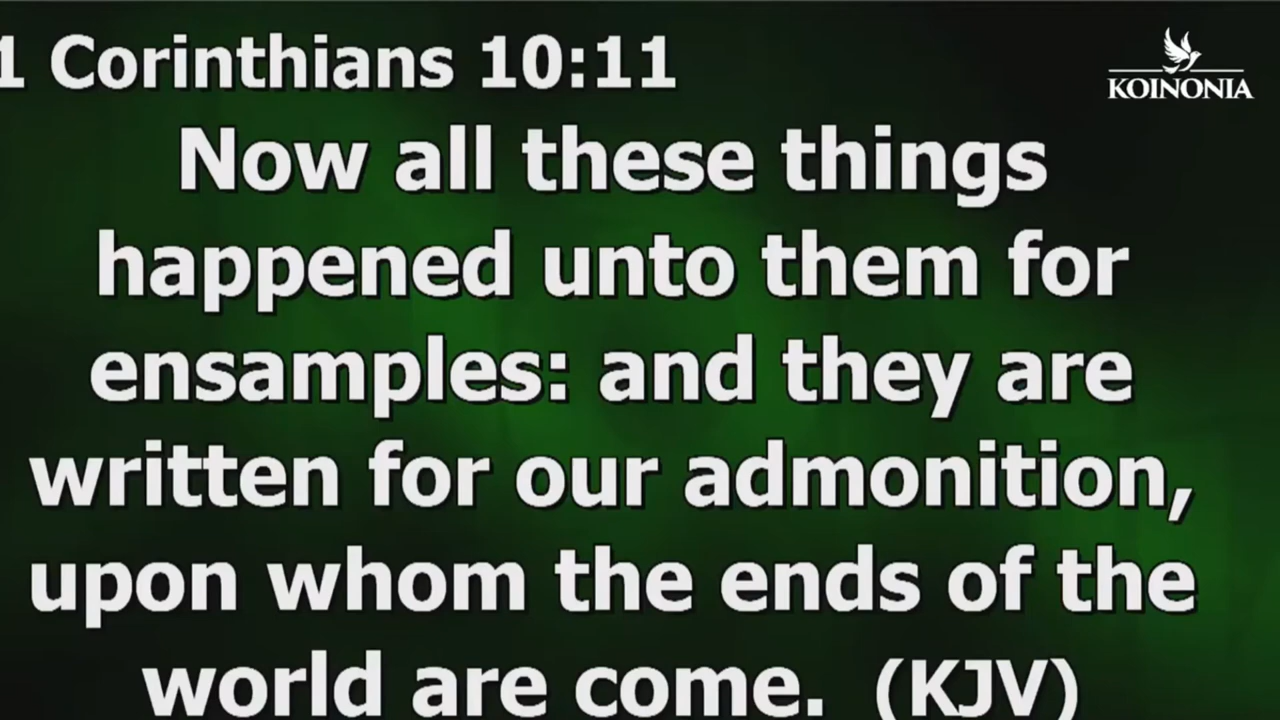 1 Corinthians 10:11
KOINONIA
Now all these things
happened unto them for
ensamples: and they are
written for our admonition,
upon whom the ends of the
world are come. (KJV)